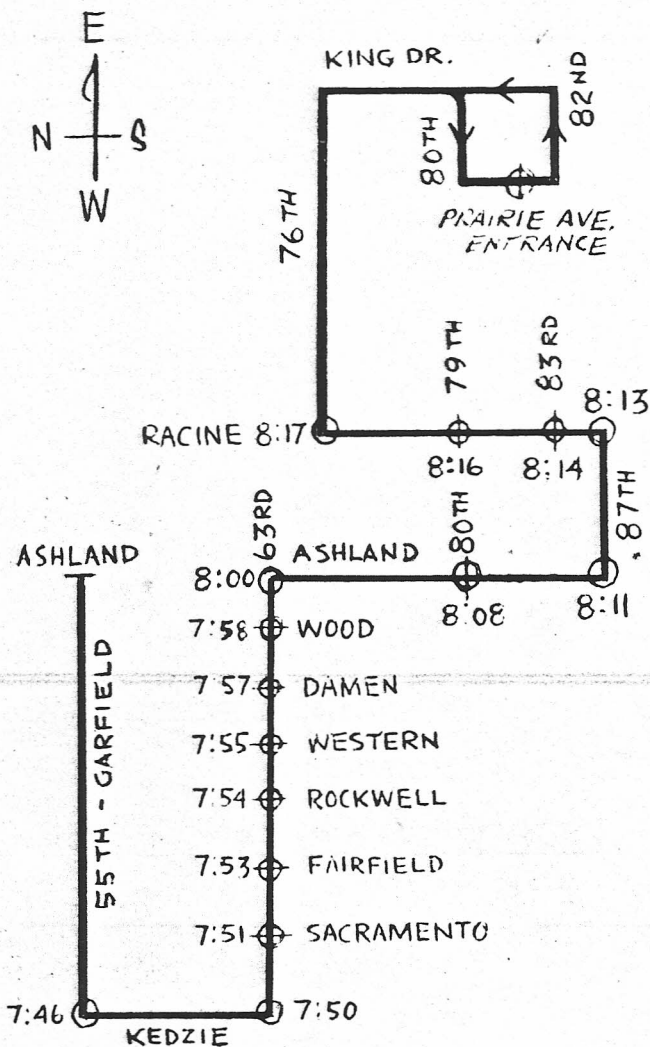 E
N S
W
KING DR.
82ND
80TH
PRAIRIE AVE.
ENTRANCE
76TH
79TH
83RD
8:13
RACINE 8:17
8:16
8:14
87TH
63RD
80TH
ASHLAND
ASHLAND
8:00
8:08
8:11
7:58 WOOD
7:57 DAMEN
7:55 WESTERN
7:54 ROCKWELL
7:53 FAIRFIELD
7:51 SACRAMENTO
55TH - GARFIELD
7:46
7:50
KEDZIE